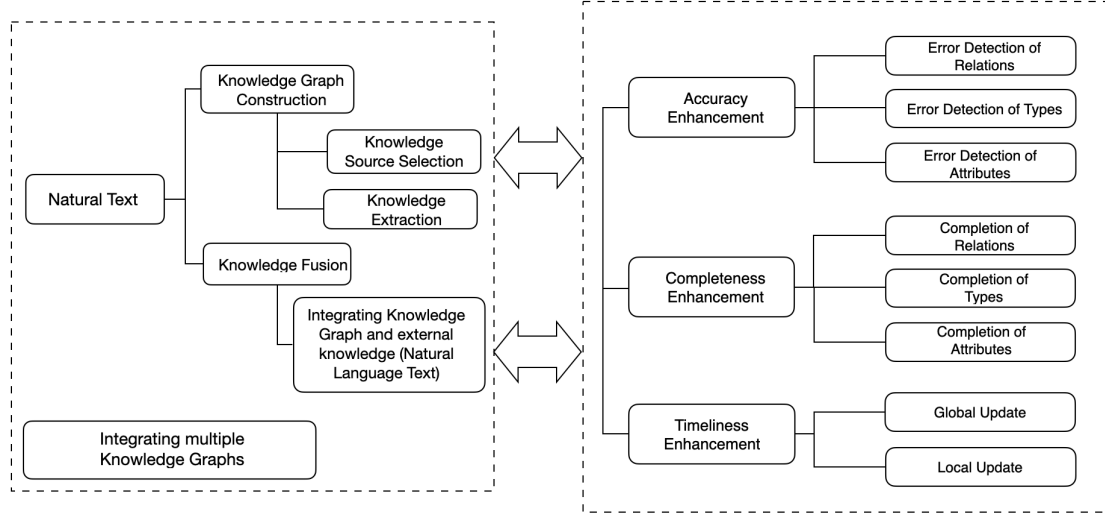 Knowledge Graph
Construction
Knowledge
Source Selection
Natural Text
Knowledge
Extraction
Knowledge Fusion
Integrating Knowledge
Graph and external
knowledge (Natural
Language Text)
Integrating multiple
Knowledge Graphs
Accuracy
Enhancement
Error Detection of
Relations
Error Detection of Types
Error Detection of
Attributes
Completeness
Enhancement
Completion of
Relations
Completion of
Types
Completion of
Attributes
Timeliness
Enhancement
Global Update
Local Update